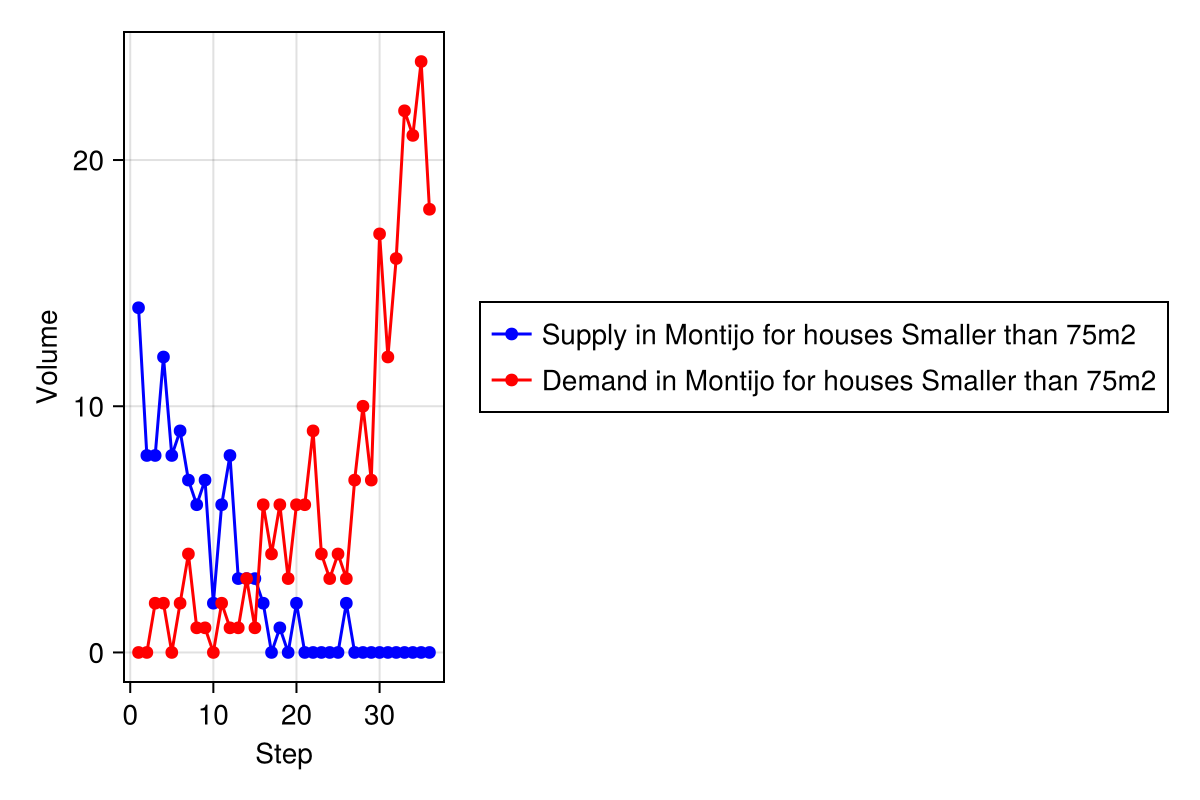 Volume
20
10
0
0 10 20 30
Step
Supply in Montijo for houses Smaller than 75m2
Demand in Montijo for houses Smaller than 75m2